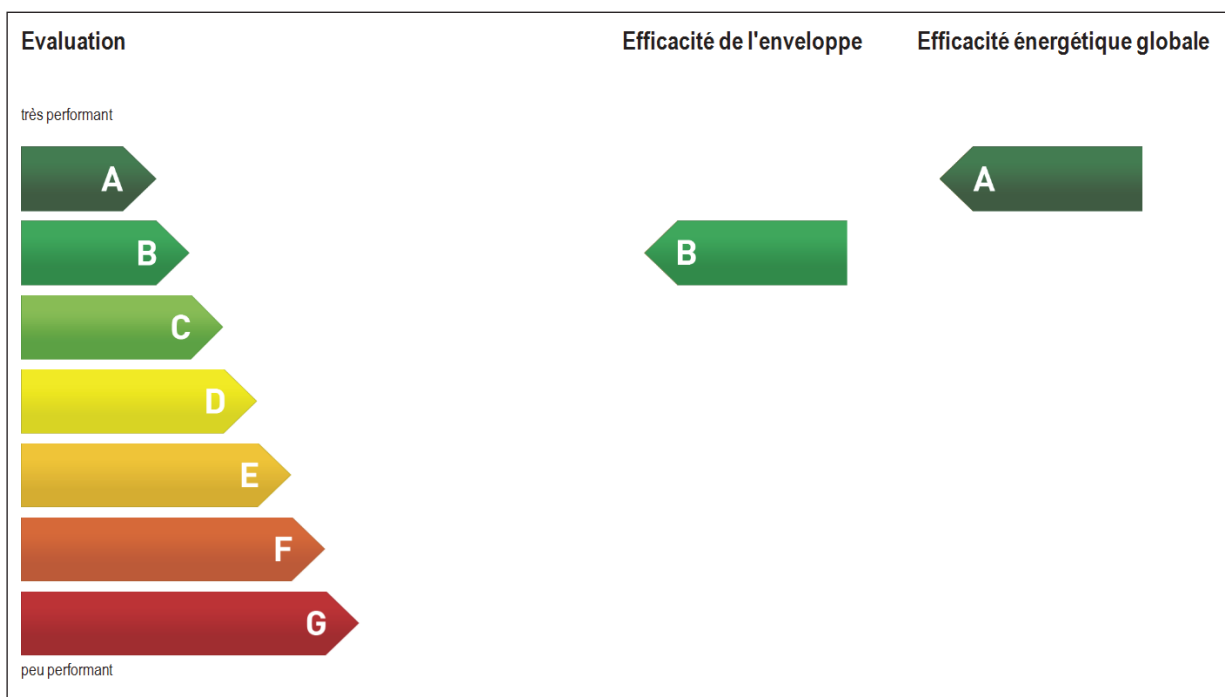 Evaluation Efficacité de l'enveloppe Efficacité énergétique globale
très performant
A A
B B
C
D
E
F
G
peu performant